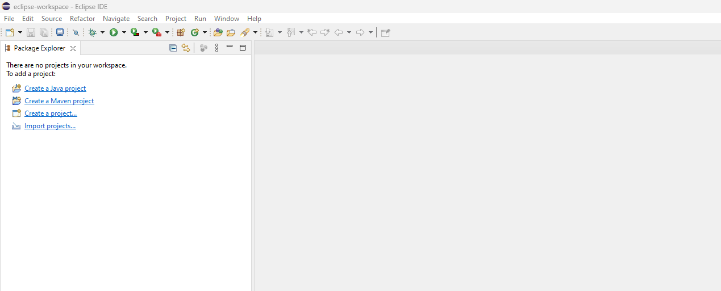 eclipse-workspace - Eclipse IDE
File Edit Source Refactor Navigate Search Project Run Window Help
Package Explorer
There are no projects in your workspace.
To add a project:
Create a Java project
Create a Maven project
Create a project...
Import projects...